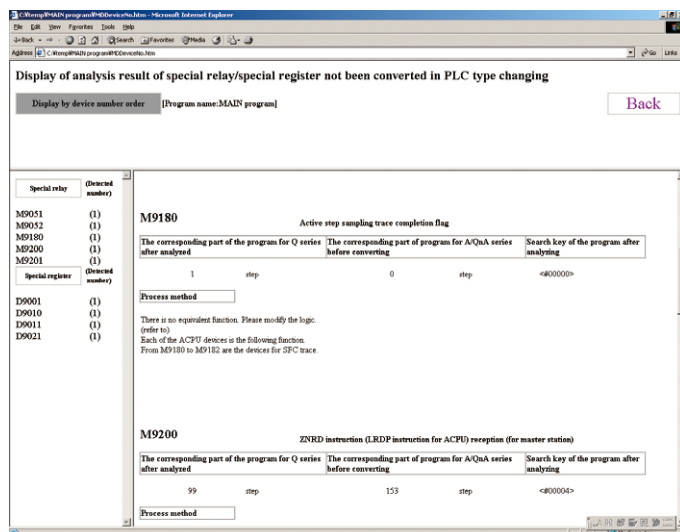 C:¥temp¥MAIN program¥MDDeviceNo.htm - Microsoft Internet Explorer
File Edit View Favorites Tools Help
Back Search Favorites Media
Address C:¥temp¥MAIN program¥MDDeviceNo.htm Go Links
Display of analysis result of special relay/special register not been converted in PLC type changing
Display by device number order [Program name:MAIN program] Back
Special relay (Detected number)
M9051 (1)
M9052 (1)
M9180 (1)
M9200 (1)
M9201 (1)
Special register (Detected number)
D9001 (1)
D9010 (1)
D9011 (1)
D9021 (1)
M9180 Active step sampling trace completion flag
The corresponding part of the program for Q series after analyzed
The corresponding part of program for A/QnA series before converting
Search key of the program after analyzing
1 step 0 step <#00000>
Process method
There is no equivalent function. Please modify the logic.
(refer to)
Each of the ACPU devices is the following function.
From M9180 to M9182 are the devices for SFC trace.
M9200 ZNRD instruction (LRDP instruction for ACPU) reception (for master station)
The corresponding part of the program for Q series after analyzed
The corresponding part of program for A/QnA series before converting
Search key of the program after analyzing
99 step 153 step <#00004>
Process method